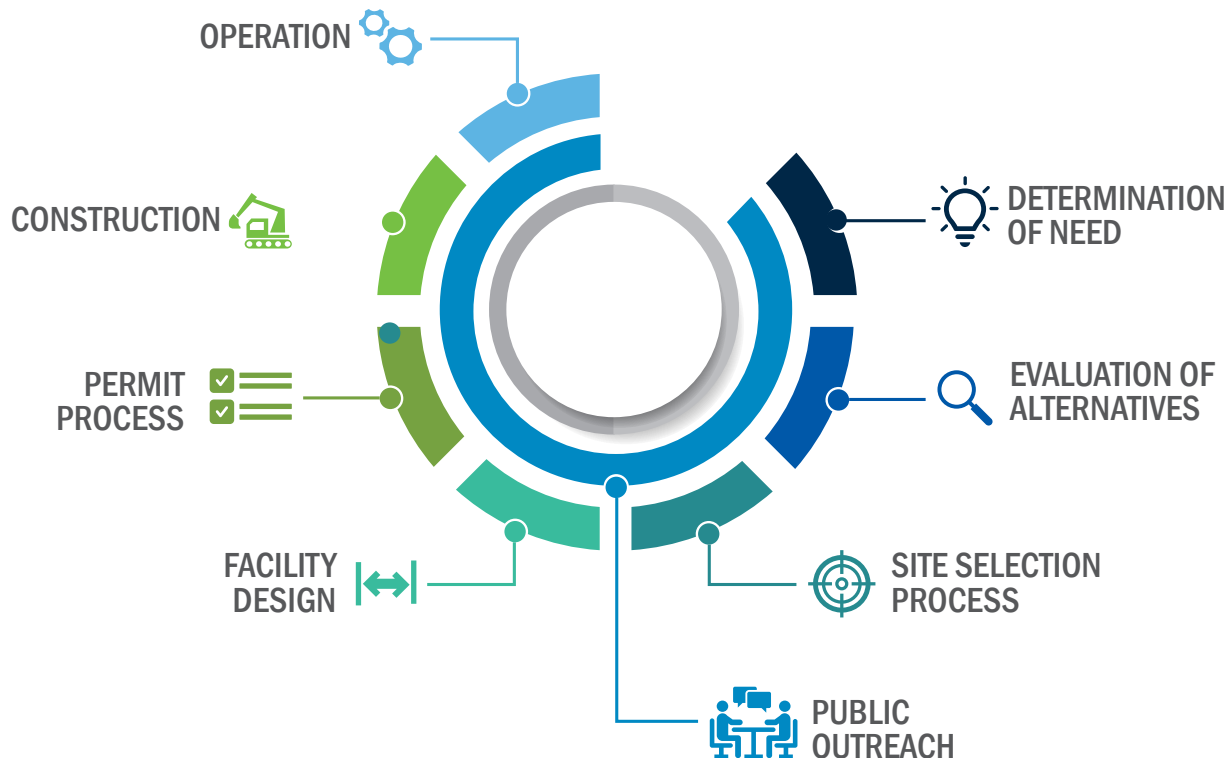 OPERATION
CONSTRUCTION
DETERMINATION
OF NEED
PERMIT
PROCESS
EVALUATION OF
ALTERNATIVES
FACILITY
DESIGN
SITE SELECTION
PROCESS
PUBLIC
OUTREACH